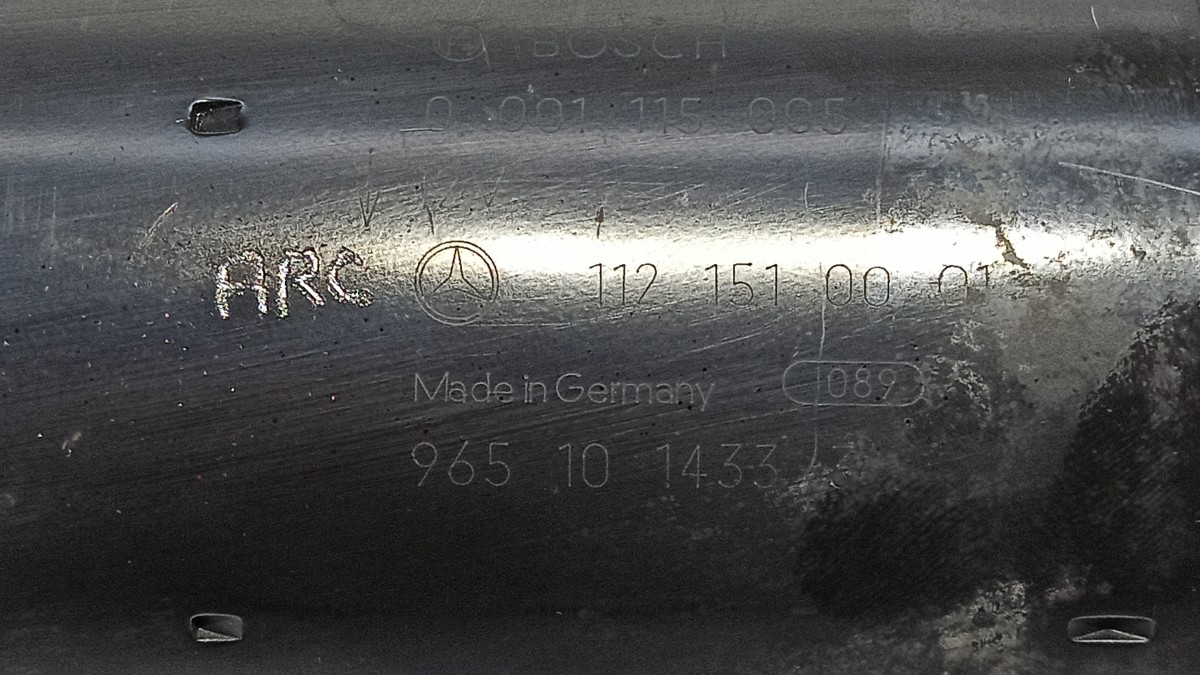 BOSCH
0 001 115 005
ARC 112 151 00 01
Made in Germany 089
965 10 1433